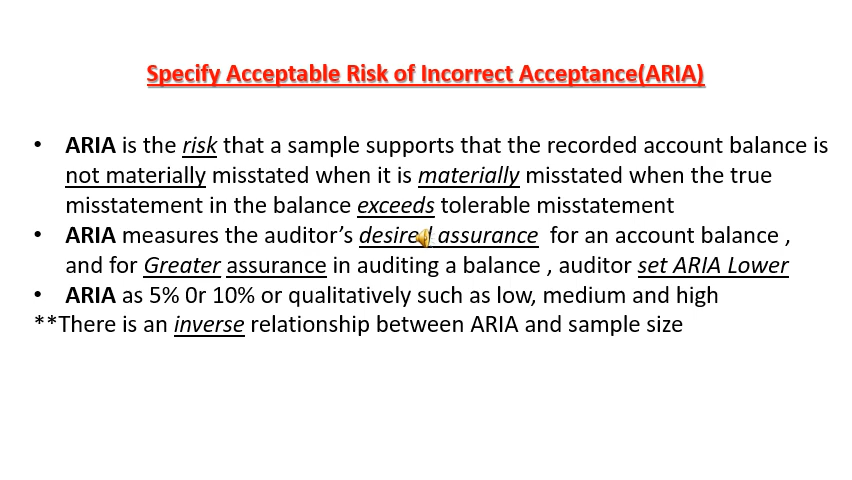 Specify Acceptable Risk of Incorrect Acceptance(ARIA)
• ARIA is the risk that a sample supports that the recorded account balance is
not materially misstated when it is materially misstated when the true
misstatement in the balance exceeds tolerable misstatement
• ARIA measures the auditor’s desired assurance for an account balance ,
and for Greater assurance in auditing a balance , auditor set ARIA Lower
• ARIA as 5% 0r 10% or qualitatively such as low, medium and high
**There is an inverse relationship between ARIA and sample size